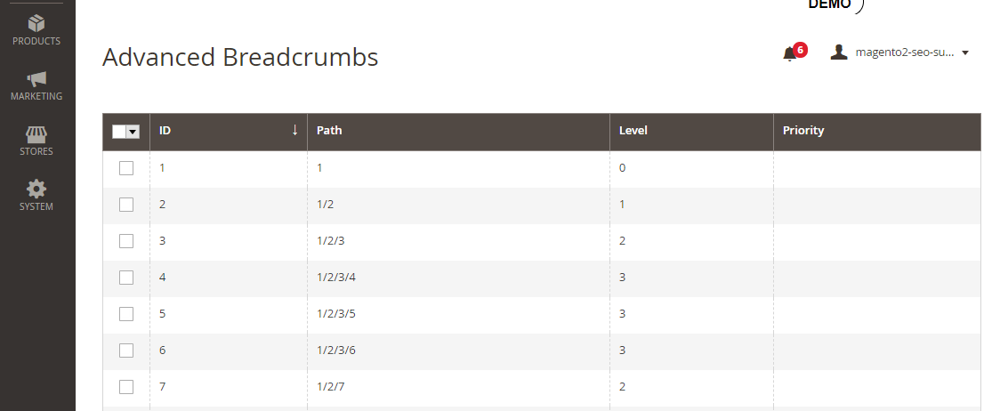 DEMO
PRODUCTS
MARKETING
STORES
SYSTEM
Advanced Breadcrumbs
6
magento2-seo-su...
ID ↓ Path Level Priority
1 1 0
2 1/2 1
3 1/2/3 2
4 1/2/3/4 3
5 1/2/3/5 3
6 1/2/3/6 3
7 1/2/7 2